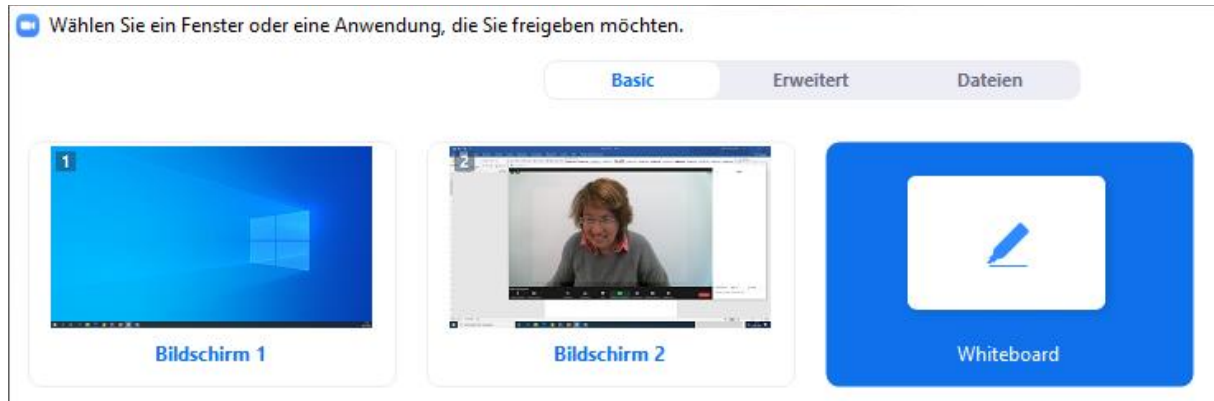 Wählen Sie ein Fenster oder eine Anwendung, die Sie freigeben möchten.
Basic Erweitert Dateien
1 2
Bildschirm 1 Bildschirm 2 Whiteboard